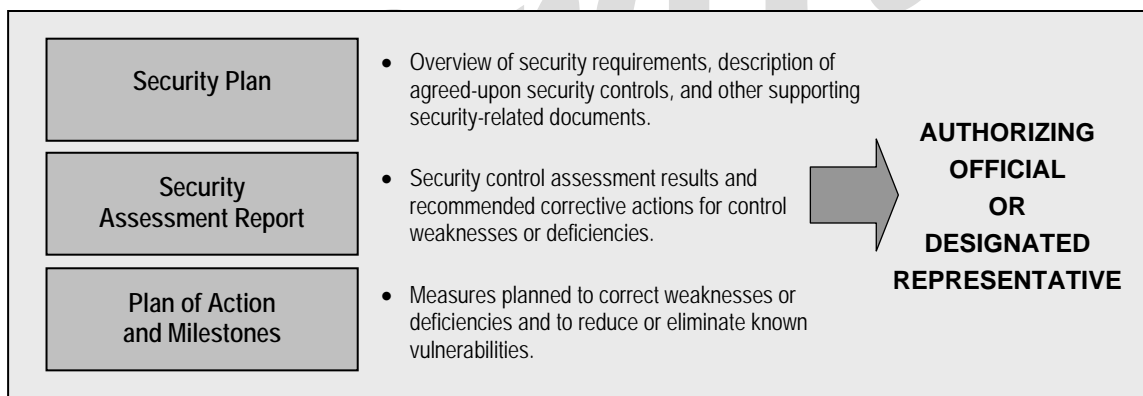 Security Plan
• Overview of security requirements, description of
agreed-upon security controls, and other supporting
security-related documents.
Security
Assessment Report
• Security control assessment results and
recommended corrective actions for control
weaknesses or deficiencies.
Plan of Action
and Milestones
• Measures planned to correct weaknesses or
deficiencies and to reduce or eliminate known
vulnerabilities.
AUTHORIZING
OFFICIAL
OR
DESIGNATED
REPRESENTATIVE